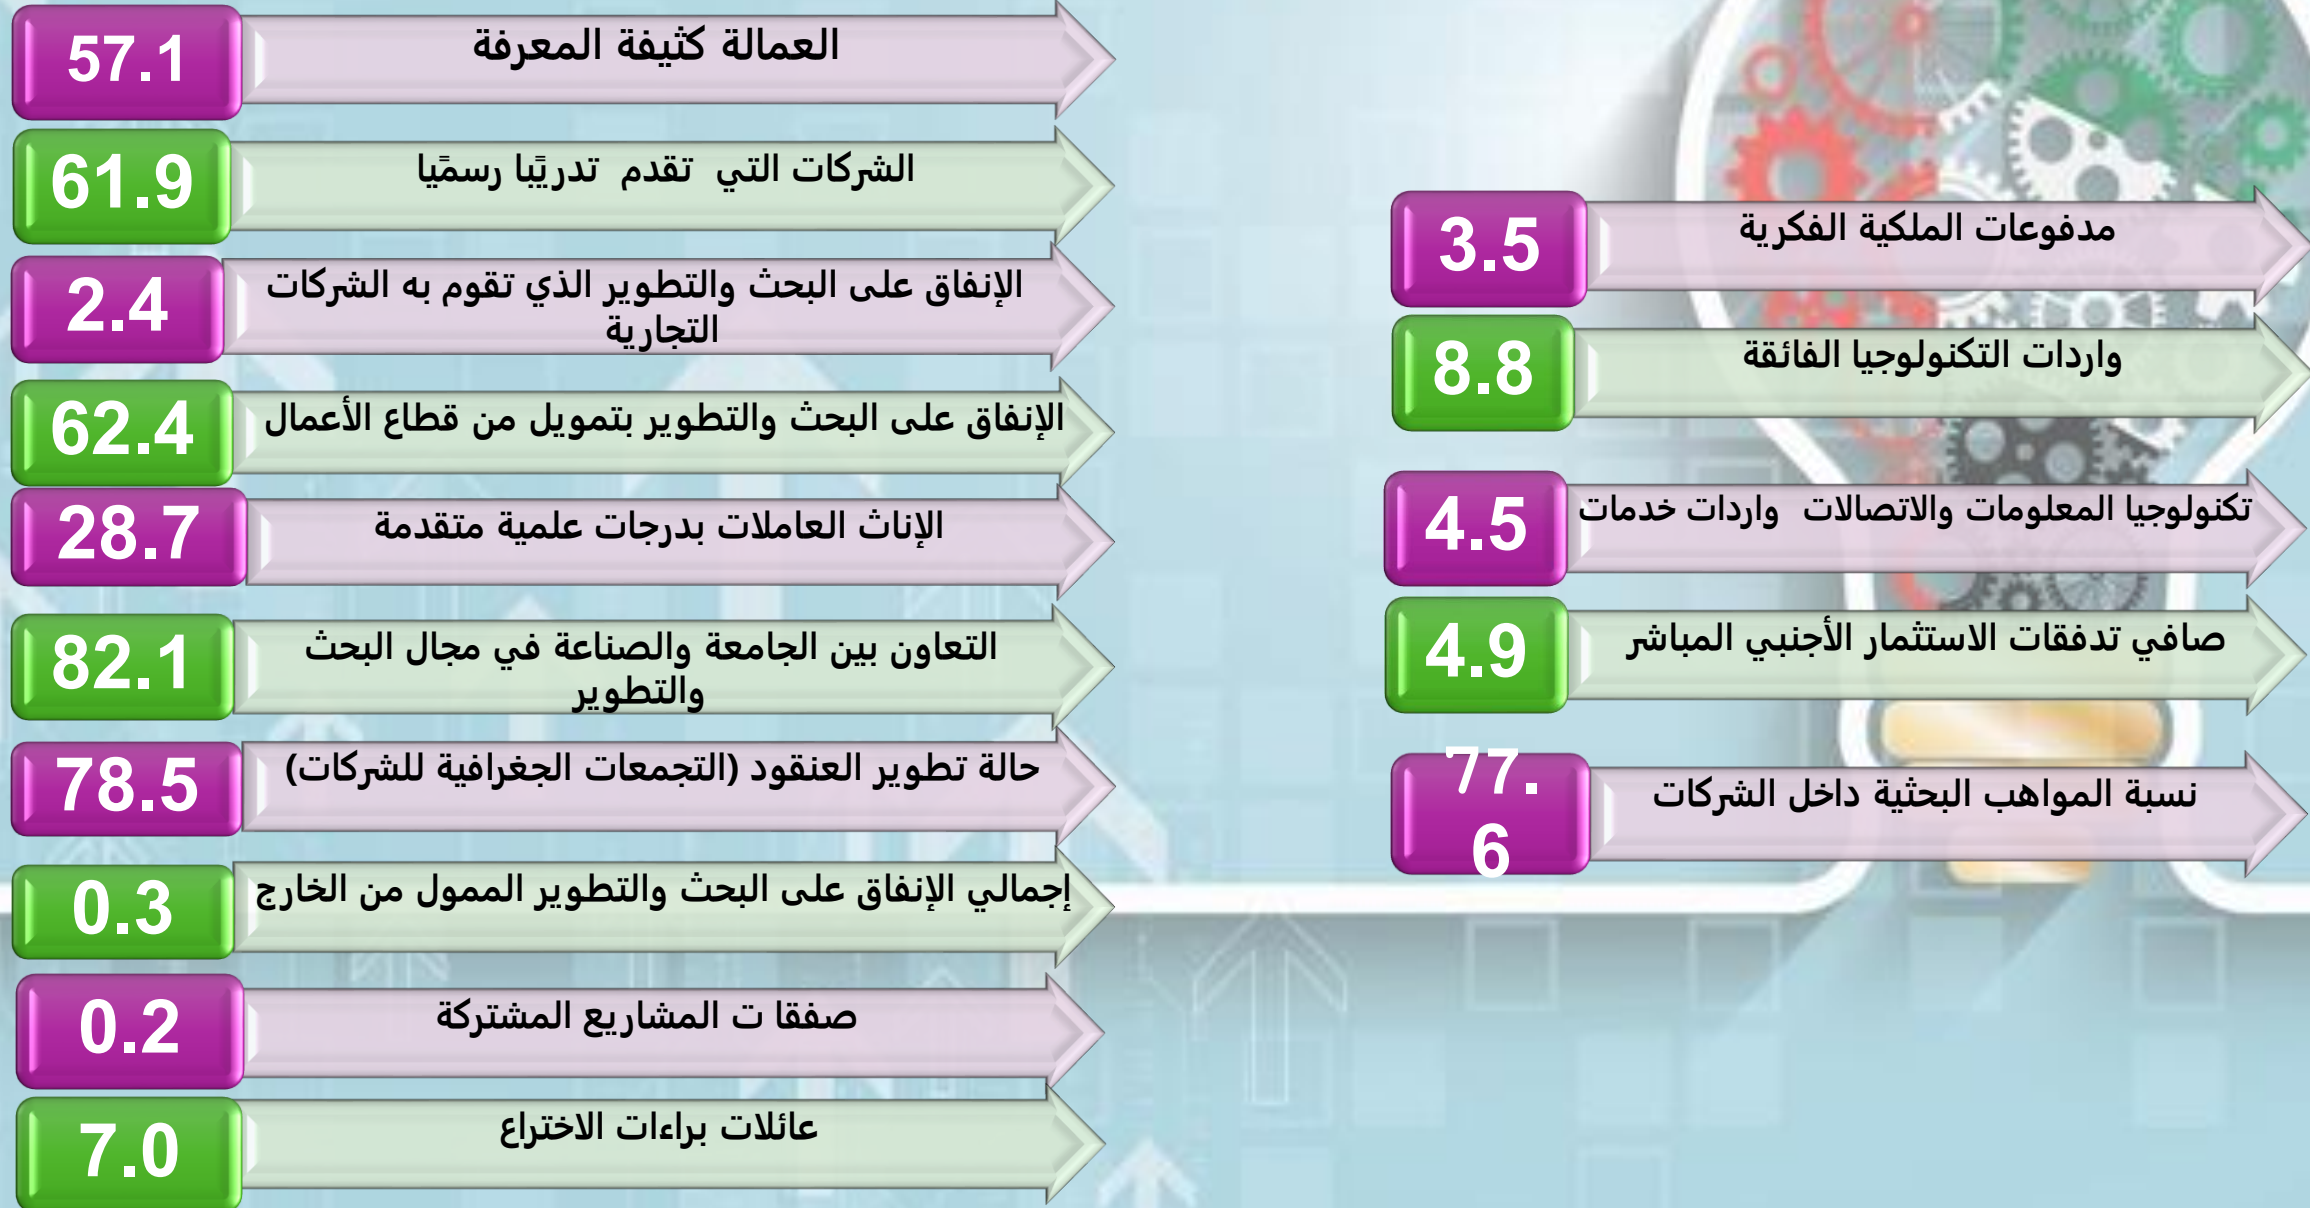 57.1
العمالة كثيفة المعرفة
61.9
الشركات التي تقدم تدريًبا رسمًيا
2.4
الإنفاق على البحث والتطوير الذي تقوم به الشركات
التجارية
62.4
الإنفاق على البحث والتطوير بتمويل من قطاع الأعمال
28.7
الإناث العاملات بدرجات علمية متقدمة
82.1
التعاون بين الجامعة والصناعة في مجال البحث
والتطوير
78.5
حالة تطوير العنقود (التجمعات الجغرافية للشركات)
0.3
إجمالي الإنفاق على البحث والتطوير الممول من الخارج
0.2
صفقا ت المشاريع المشتركة
7.0
عائلات براءات الاختراع
3.5
مدفوعات الملكية الفكرية
8.8
واردات التكنولوجيا الفائقة
4.5
تكنولوجيا المعلومات والاتصالات واردات خدمات
4.9
صافي تدفقات الاستثمار الأجنبي المباشر
77.
6
نسبة المواهب البحثية داخل الشركات